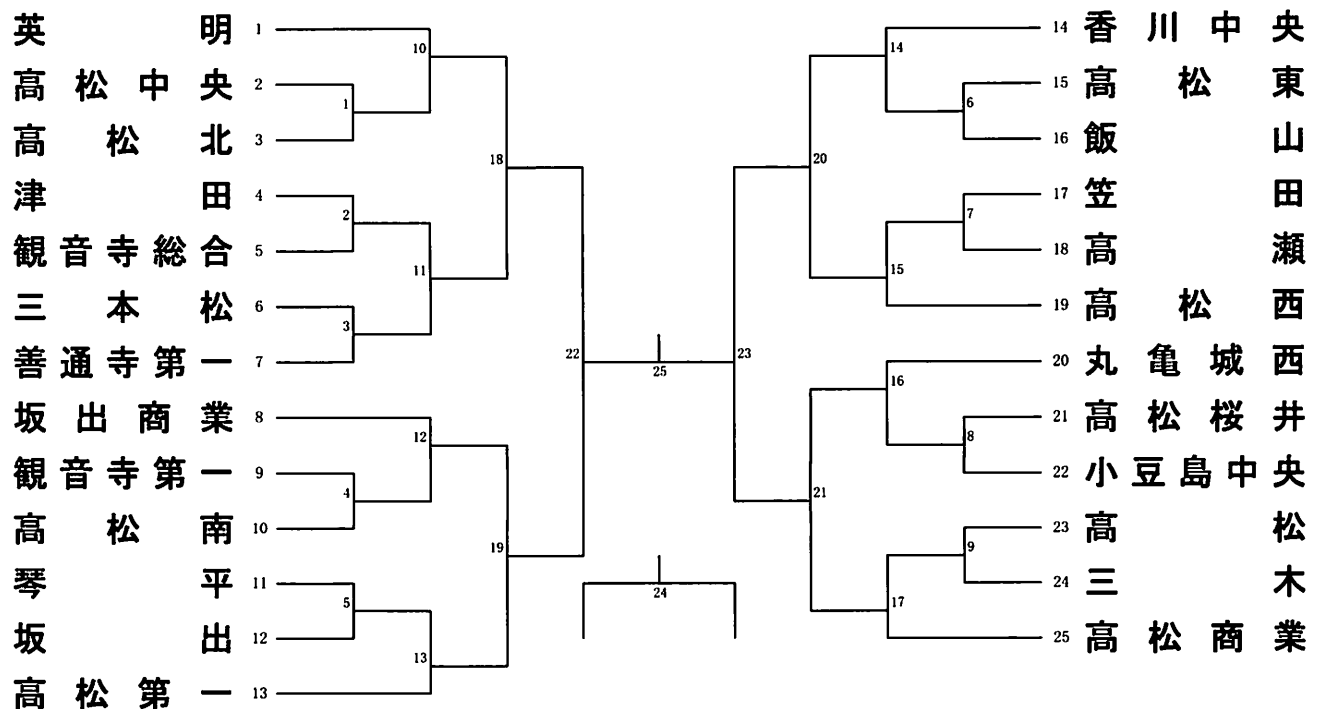 英明 1
高松中央 2
高松北 3
津田 4
観音寺総合 5
三本松 6
善通寺第一 7
坂出商業 8
観音寺第一 9
高松南 10
琴平 11
坂出 12
高松第一 13
1
2
3
4
5
10
11
12
13
18
19
22
25
24
23
20
21
14
15
16
17
6
7
8
9
14 香川中央
15 高松東
16 飯山
17 笠田
18 高瀬
19 高松西
20 丸亀城西
21 高松桜井
22 小豆島中央
23 高松
24 三木
25 高松商業